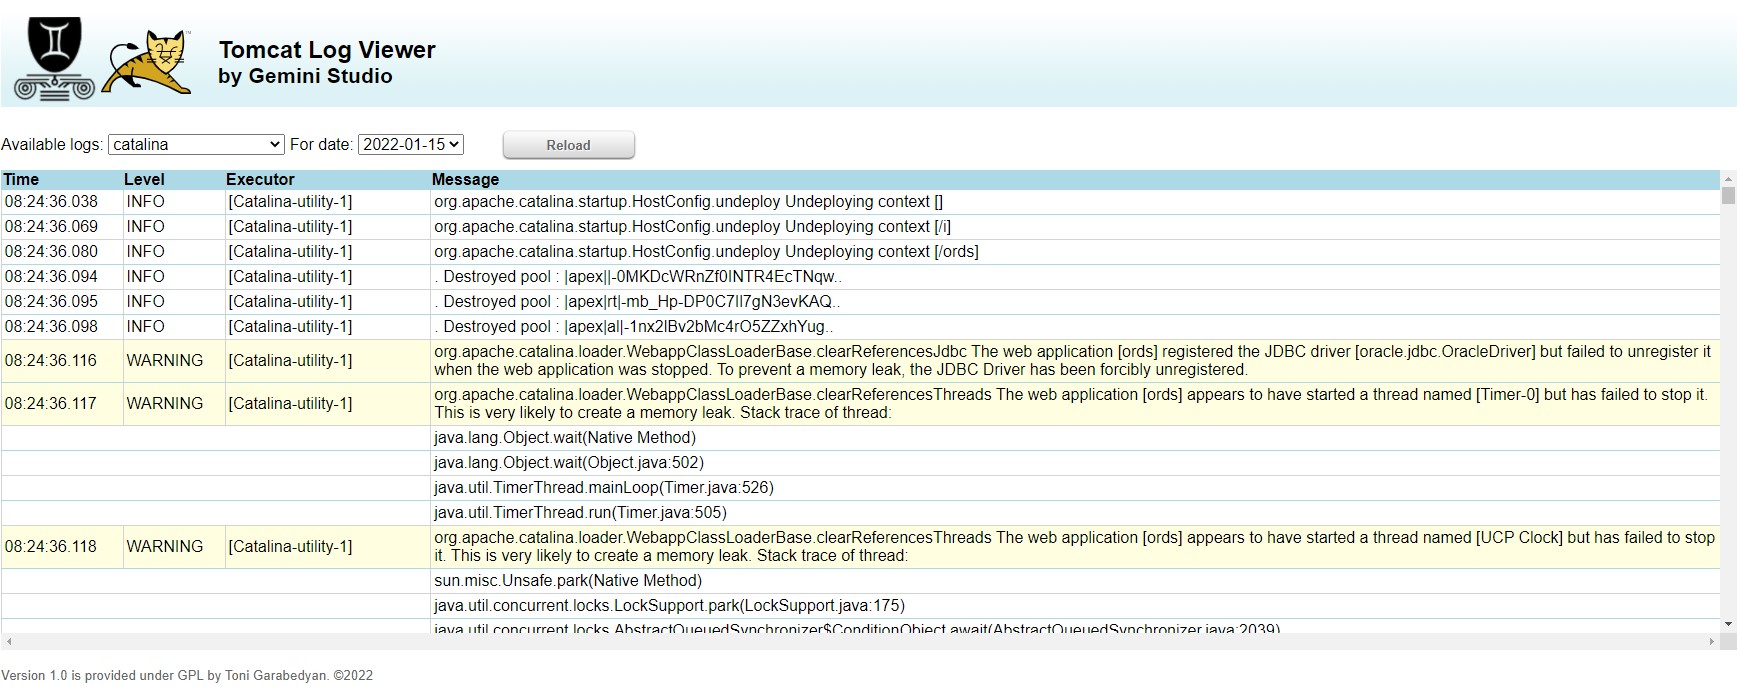 TM
Tomcat Log Viewer
by Gemini Studio
Available logs: catalina For date: 2022-01-15 Reload
Time Level Executor Message
08:24:36.038 INFO [Catalina-utility-1] org.apache.catalina.startup.HostConfig.undeploy Undeploying context []
08:24:36.069 INFO [Catalina-utility-1] org.apache.catalina.startup.HostConfig.undeploy Undeploying context [/i]
08:24:36.080 INFO [Catalina-utility-1] org.apache.catalina.startup.HostConfig.undeploy Undeploying context [/ords]
08:24:36.094 INFO [Catalina-utility-1] . Destroyed pool : |apex||-0MKDcWRnZf0INTR4EcTNqw..
08:24:36.095 INFO [Catalina-utility-1] . Destroyed pool : |apex|rt|-mb_Hp-DP0C7Il7gN3evKAQ..
08:24:36.098 INFO [Catalina-utility-1] . Destroyed pool : |apex|al|-1nx2lBv2bMc4rO5ZZxhYug..
08:24:36.116 WARNING [Catalina-utility-1] org.apache.catalina.loader.WebappClassLoaderBase.clearReferencesJdbc The web application [ords] registered the JDBC driver [oracle.jdbc.OracleDriver] but failed to unregister it
when the web application was stopped. To prevent a memory leak, the JDBC Driver has been forcibly unregistered.
08:24:36.117 WARNING [Catalina-utility-1] org.apache.catalina.loader.WebappClassLoaderBase.clearReferencesThreads The web application [ords] appears to have started a thread named [Timer-0] but has failed to stop it.
This is very likely to create a memory leak. Stack trace of thread:
java.lang.Object.wait(Native Method)
java.lang.Object.wait(Object.java:502)
java.util.TimerThread.mainLoop(Timer.java:526)
java.util.TimerThread.run(Timer.java:505)
08:24:36.118 WARNING [Catalina-utility-1] org.apache.catalina.loader.WebappClassLoaderBase.clearReferencesThreads The web application [ords] appears to have started a thread named [UCP Clock] but has failed to stop
it. This is very likely to create a memory leak. Stack trace of thread:
sun.misc.Unsafe.park(Native Method)
java.util.concurrent.locks.LockSupport.park(LockSupport.java:175)
java.util.concurrent.locks.AbstractQueuedSynchronizer$ConditionObject.await(AbstractQueuedSynchronizer.java:2039)
Version 1.0 is provided under GPL by Toni Garabedyan. ©2022